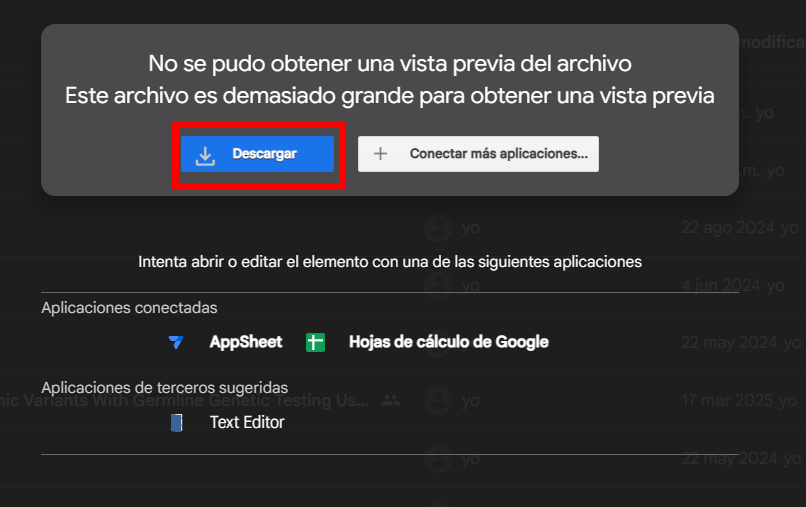 modifica
No se pudo obtener una vista previa del archivo
Este archivo es demasiado grande para obtener una vista previa
m. yo
Descargar
Conectar más aplicaciones...
.m. yo
yo 22 ago 2024 yo
Intenta abrir o editar el elemento con una de las siguientes aplicaciones
yo 4 jun 2024 yo
Aplicaciones conectadas
AppSheet Hojas de cálculo de Google
22 may 2024 yo
Aplicaciones de terceros sugeridas
nic Variants With Germline Genetic Testing Us... yo 17 mar 2025 yo
Text Editor
yo 22 may 2024 yo